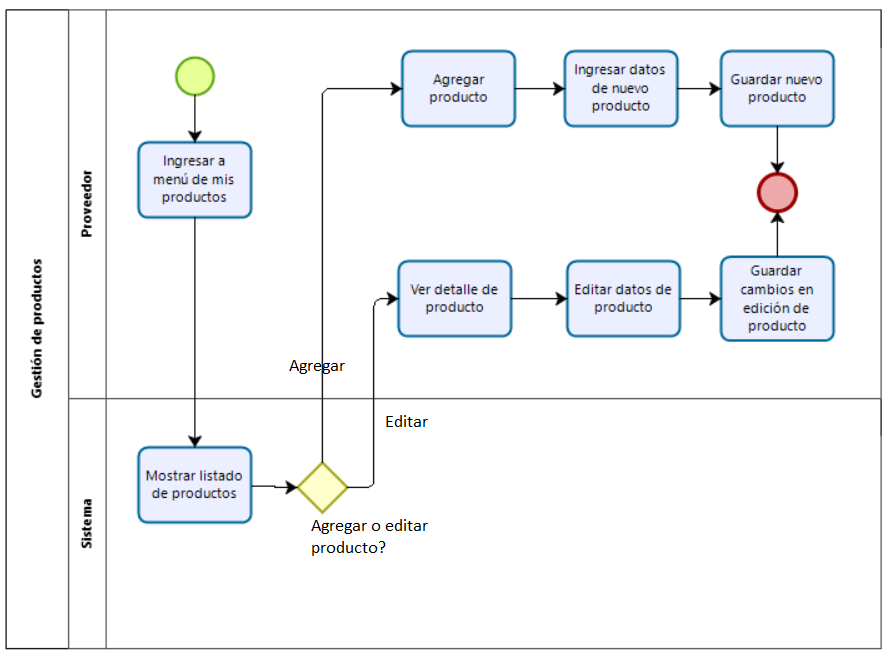 Gestión de productos
Proveedor
Ingresar a
menú de mis
productos
Agregar
producto
Ingresar datos
de nuevo
producto
Guardar nuevo
producto
Ver detalle de
producto
Editar datos de
producto
Guardar
cambios en
edición de
producto
Agregar
Editar
Sistema
Mostrar listado
de productos
Agregar o editar
producto?